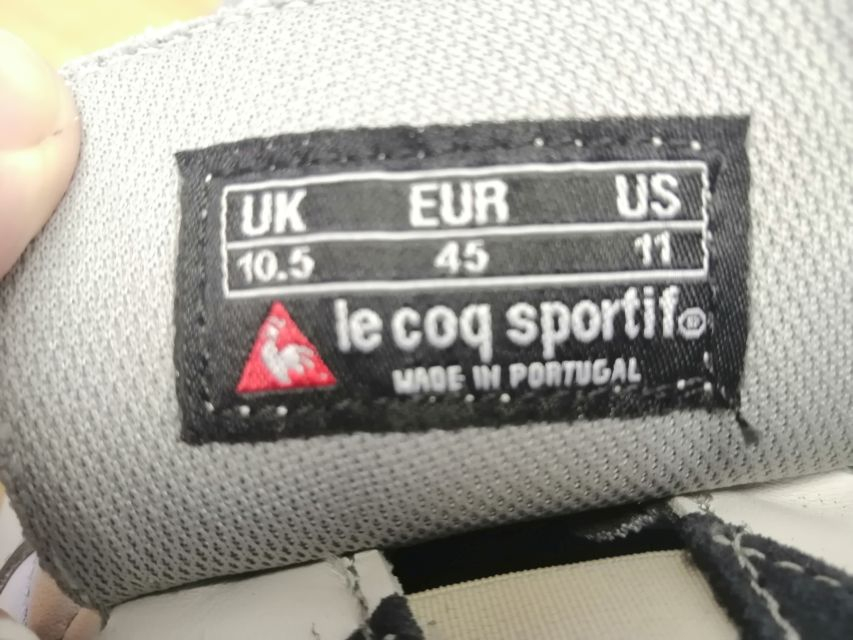 UK EUR US
10.5 45 11
le coq sportif®
MADE IN PORTUGAL